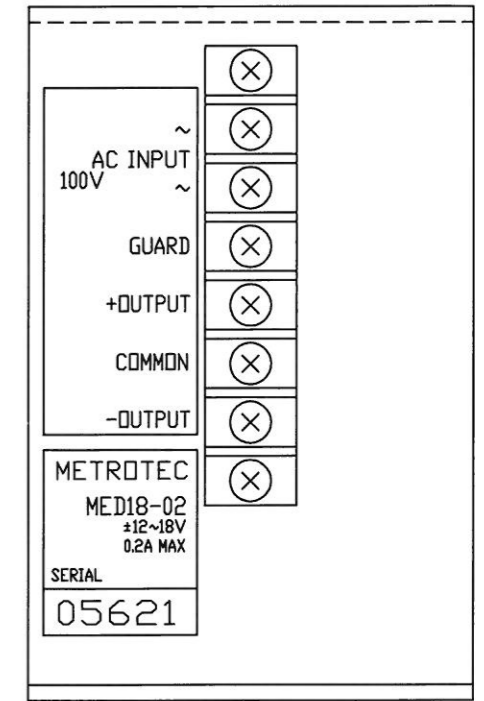 ~
AC INPUT
100V ~
GUARD
+OUTPUT
COMMON
-OUTPUT
METROTEC
MED18-02
±12~18V
0.2A MAX
SERIAL
05621